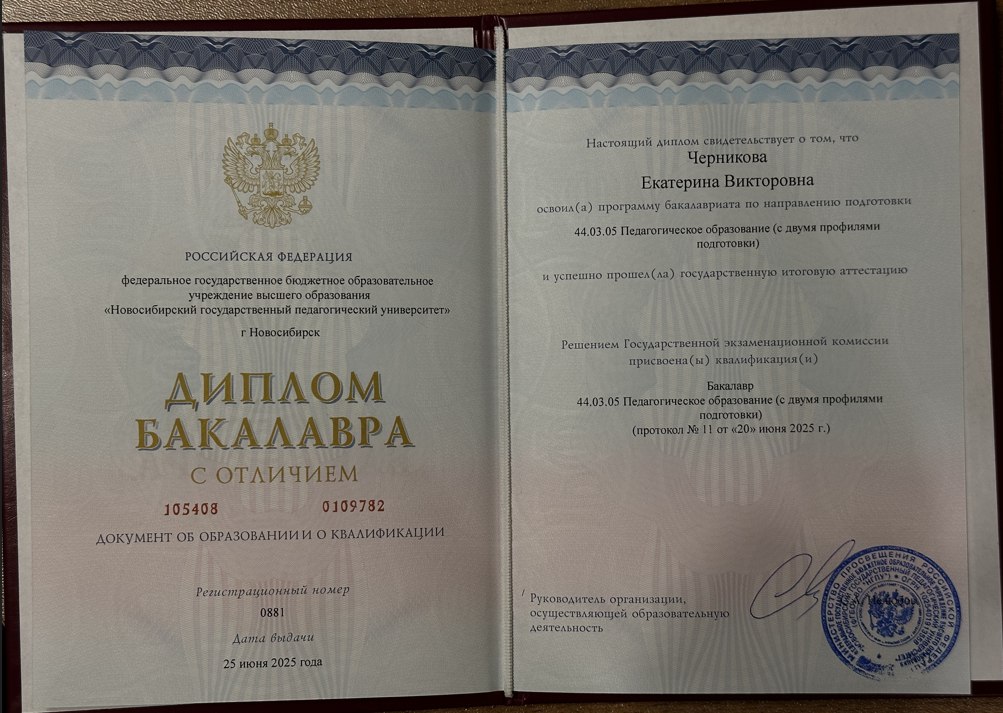 РОССИЙСКАЯ ФЕДЕРАЦИЯ
федеральное государственное бюджетное образовательное
учреждение высшего образования
«Новосибирский государственный педагогический университет»
г Новосибирск
ДИПЛОМ
БАКАЛАВРА
С ОТЛИЧИЕМ
105408 0109782
ДОКУМЕНТ ОБ ОБРАЗОВАНИИ И О КВАЛИФИКАЦИИ
Регистрационный номер
0881
Дата выдачи
25 июня 2025 года
Настоящий диплом свидетельствует о том, что
Черникова
Екатерина Викторовна
освоил(а) программу бакалавриата по направлению подготовки
44.03.05 Педагогическое образование (с двумя профилями
подготовки)
и успешно прошел(ла) государственную итоговую аттестацию
Решением Государственной экзаменационной комиссии
присвоена(ы) квалификация(и)
Бакалавр
44.03.05 Педагогическое образование (с двумя профилями
подготовки)
(протокол № 11 от «20» июня 2025 г.)
Руководитель организации,
осуществляющей образовательную
деятельность
МИНИСТЕРСТВО ПРОСВЕЩЕНИЯ РОССИЙСКОЙ ФЕДЕРАЦИИ